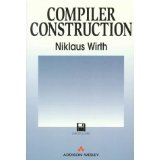 COMPILER
CONSTRUCTION
Niklaus Wirth
ADDISON-WESLEY